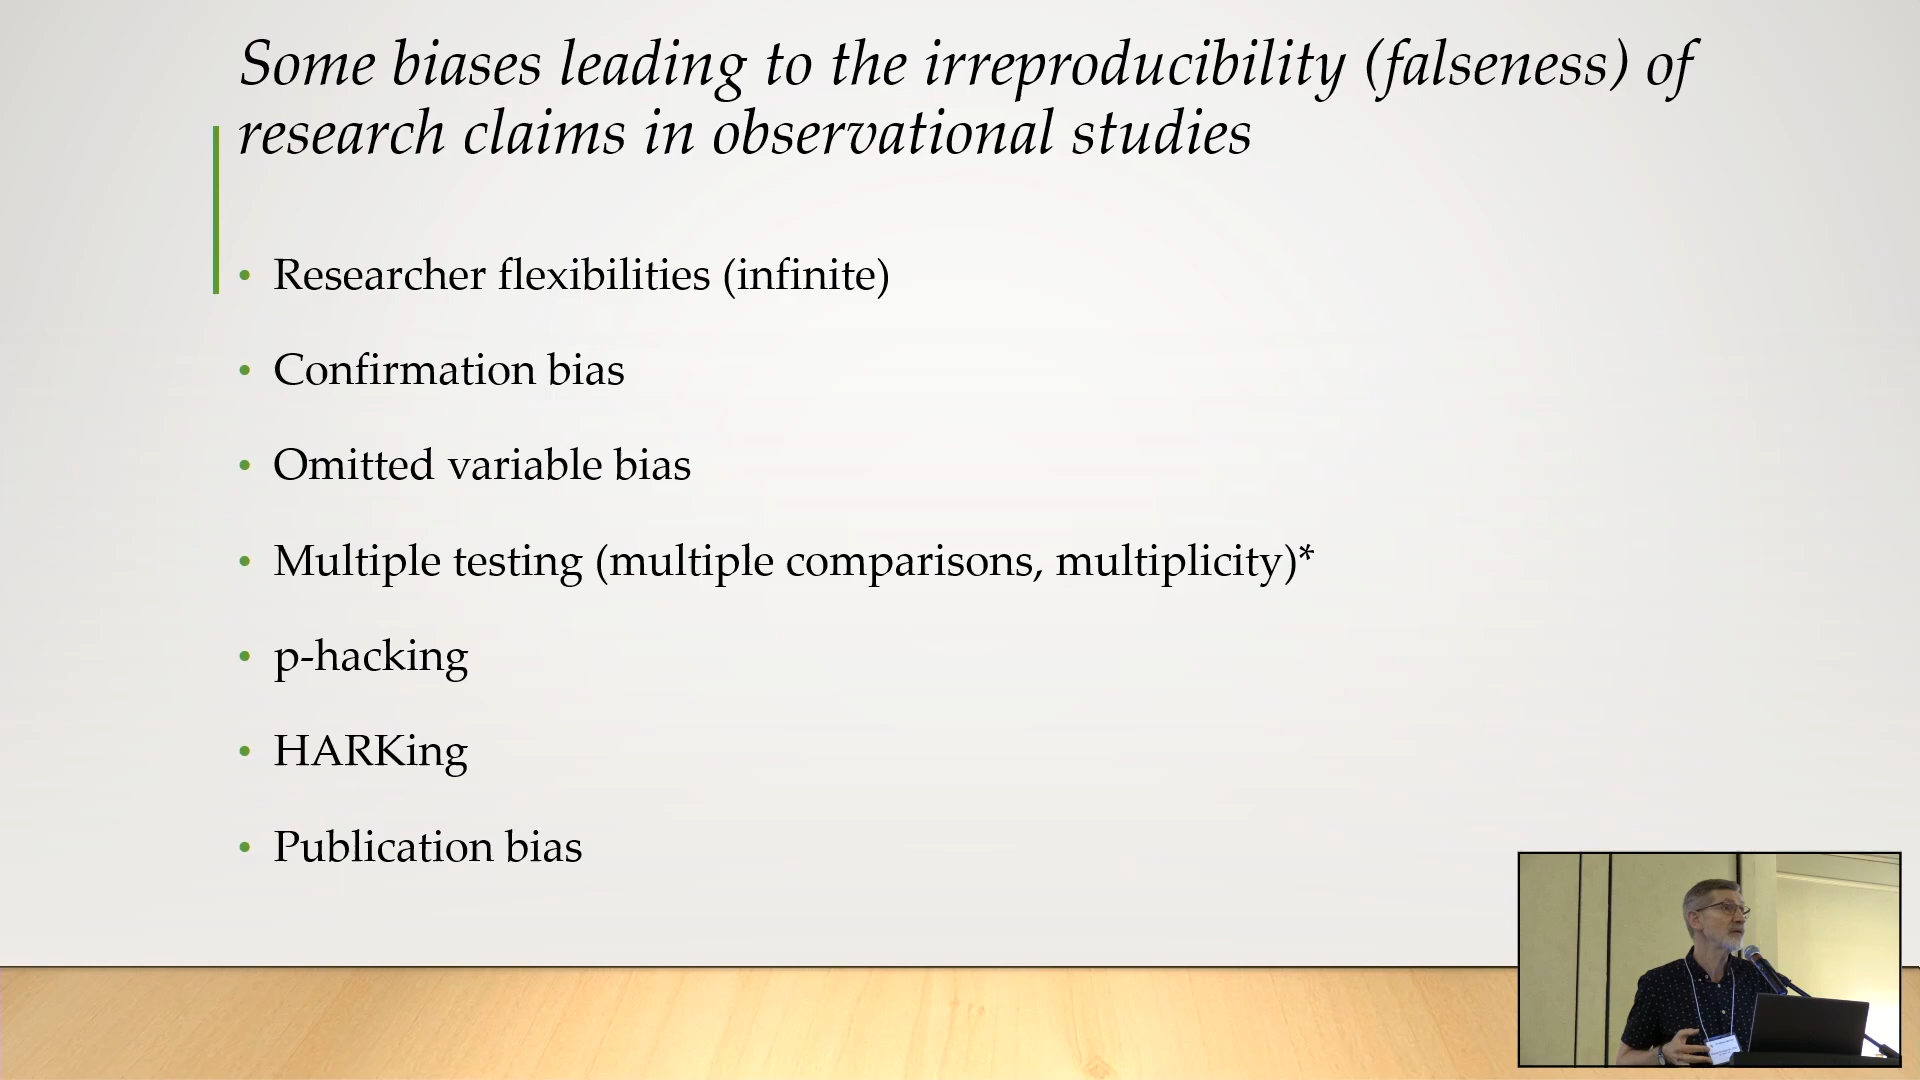 Some biases leading to the irreproducibility (falseness) of
research claims in observational studies
• Researcher flexibilities (infinite)
• Confirmation bias
• Omitted variable bias
• Multiple testing (multiple comparisons, multiplicity)*
• p-hacking
• HARKing
• Publication bias